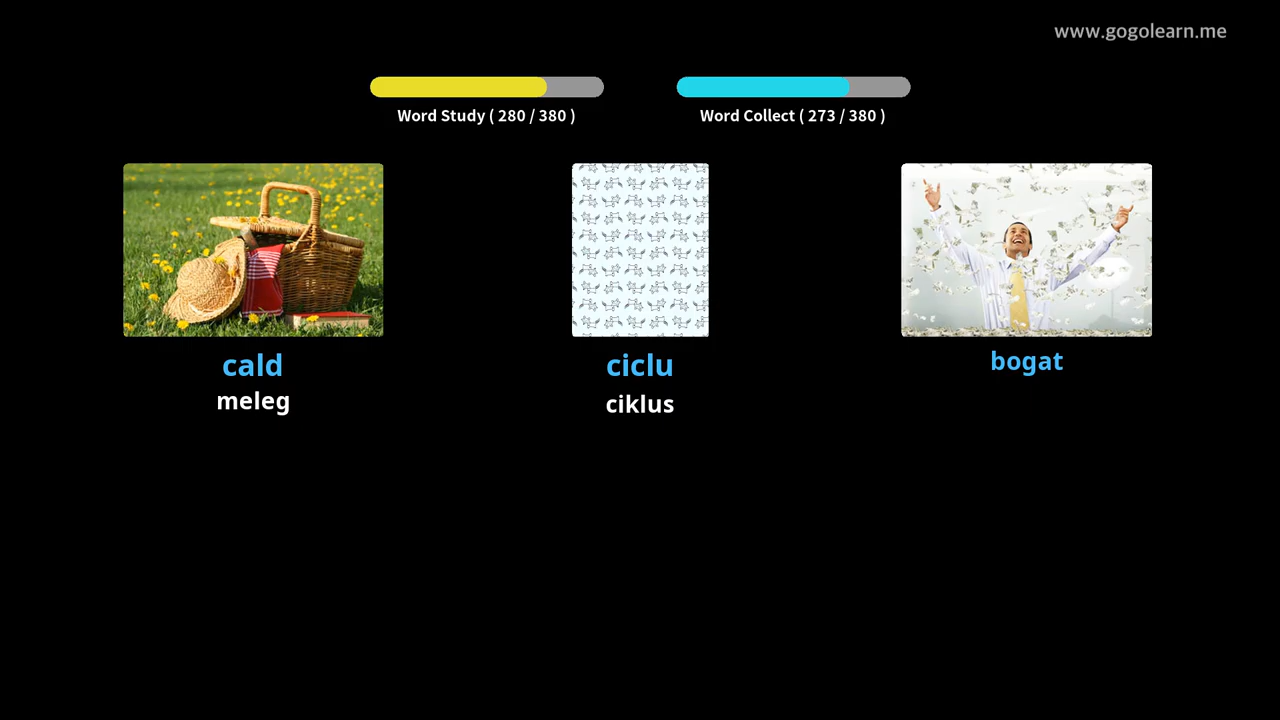 www.gogolearn.me
Word Study ( 280 / 380 )
Word Collect ( 273 / 380 )
cald
meleg
ciclu
ciklus
bogat